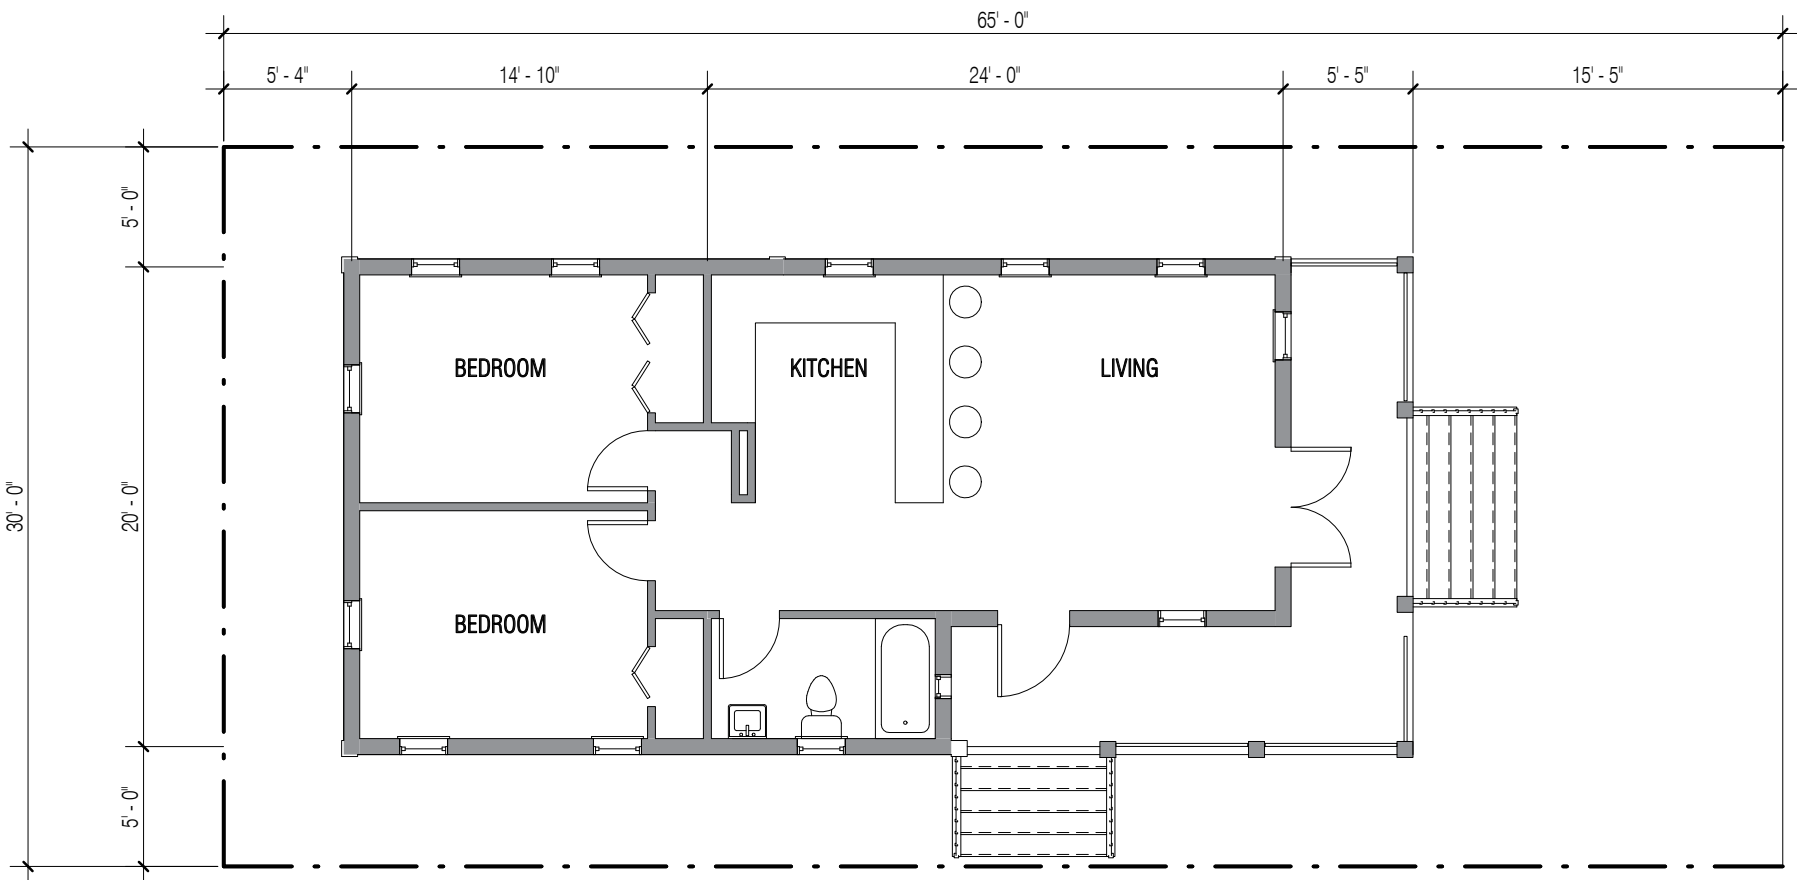 65' - 0"
5' - 4"
14' - 10"
24' - 0"
5' - 5"
15' - 5"
5' - 0"
30' - 0"
20' - 0"
5' - 0"
BEDROOM
KITCHEN
LIVING
BEDROOM